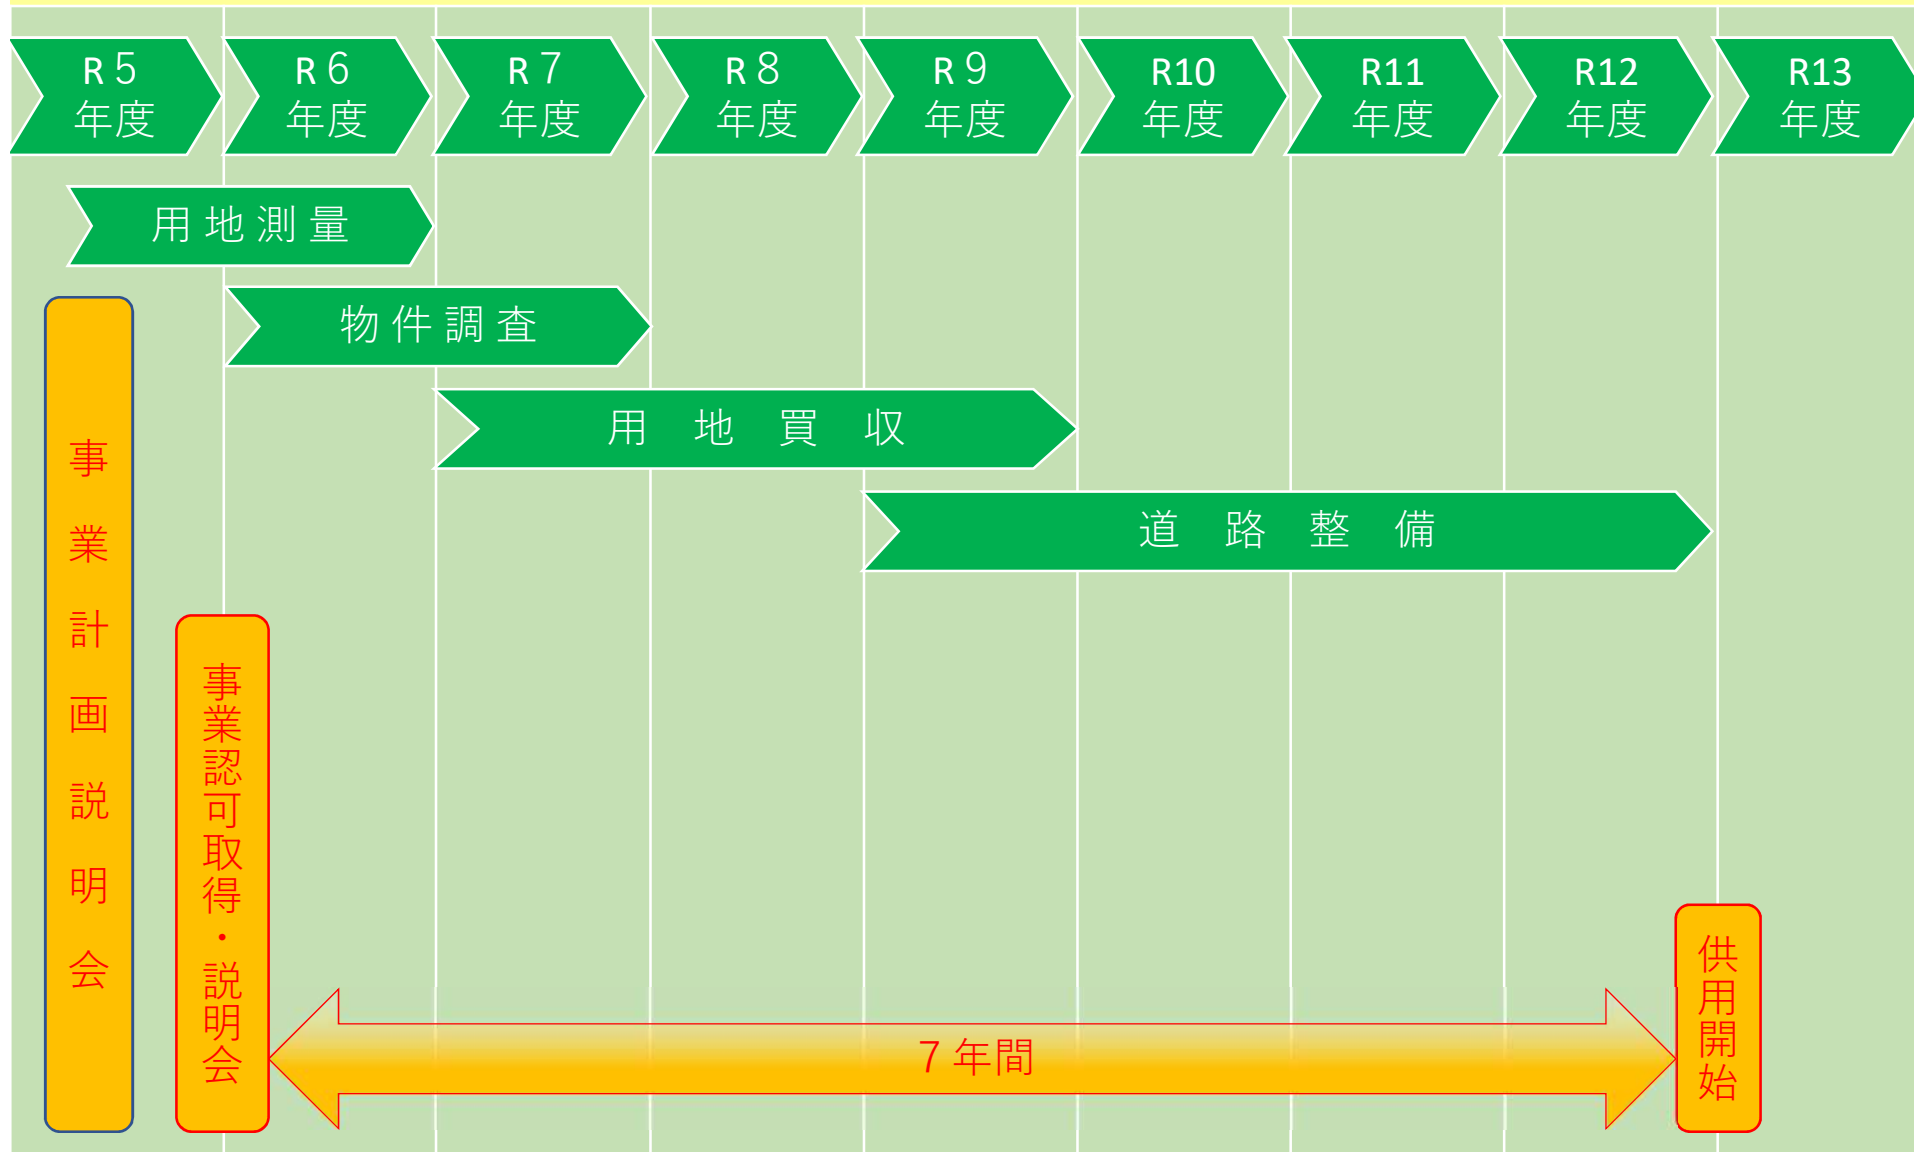 R５
年度
R６
年度
R７
年度
R８
年度
R９
年度
R10
年度
R11
年度
R12
年度
R13
年度
用地測量
物件調査
用地買収
道路整備
事業計画説明会
事業認可取得・説明会
７年間
供用開始